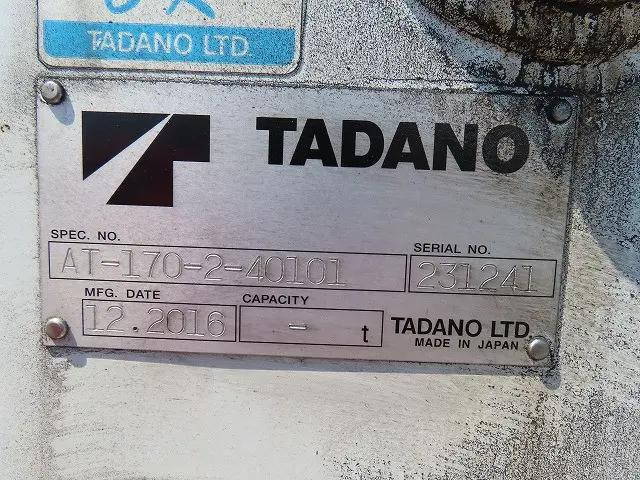 TADANO LTD.
TADANO
SPEC. NO.
SERIAL NO.
AT-170-2-40101
231241
MFG. DATE
CAPACITY
12.2016
- t
TADANO LTD.
MADE IN JAPAN